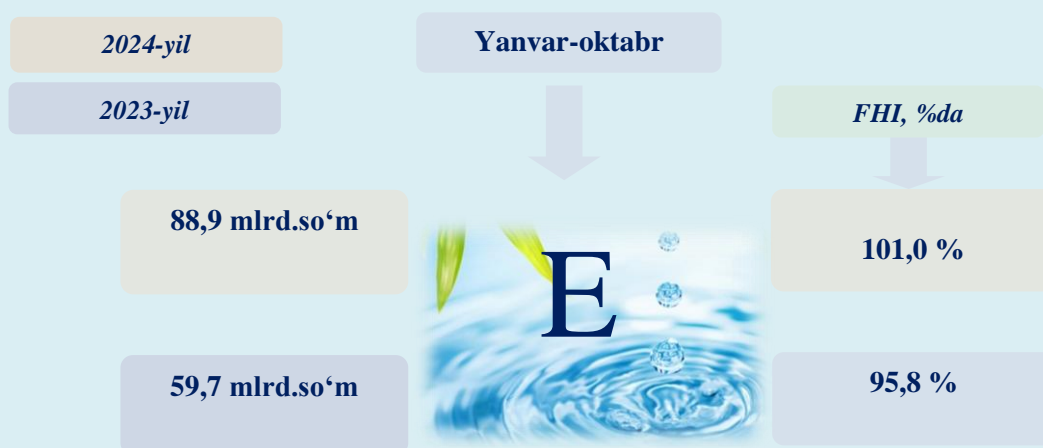 2024-yil
Yanvar-oktabr
2023-yil
FHI, %da
88,9 mlrd.so‘m
101,0 %
E
59,7 mlrd.so‘m
95,8 %